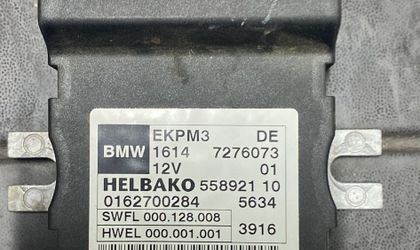 EKPM3 DE
BMW 1614 7276073
12V 01
HELBAKO 558921 10
0162700284 5634
SWFL 000.128.008
HWEL 000.001.001 3916